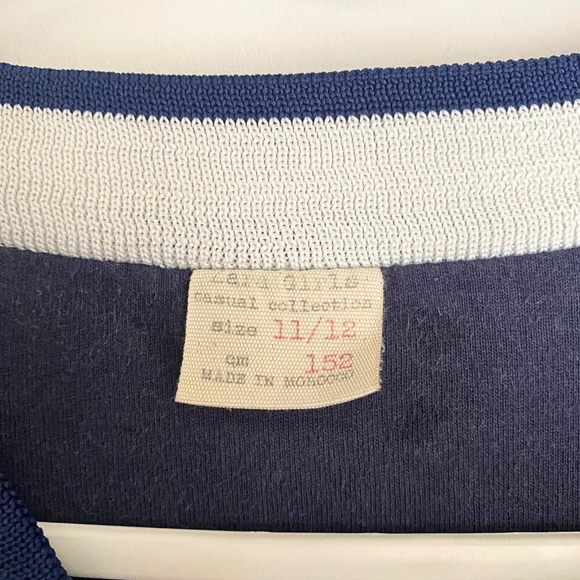 ZARA Girls
casual collection
size 11/12
cm 152
MADE IN MOROCCO